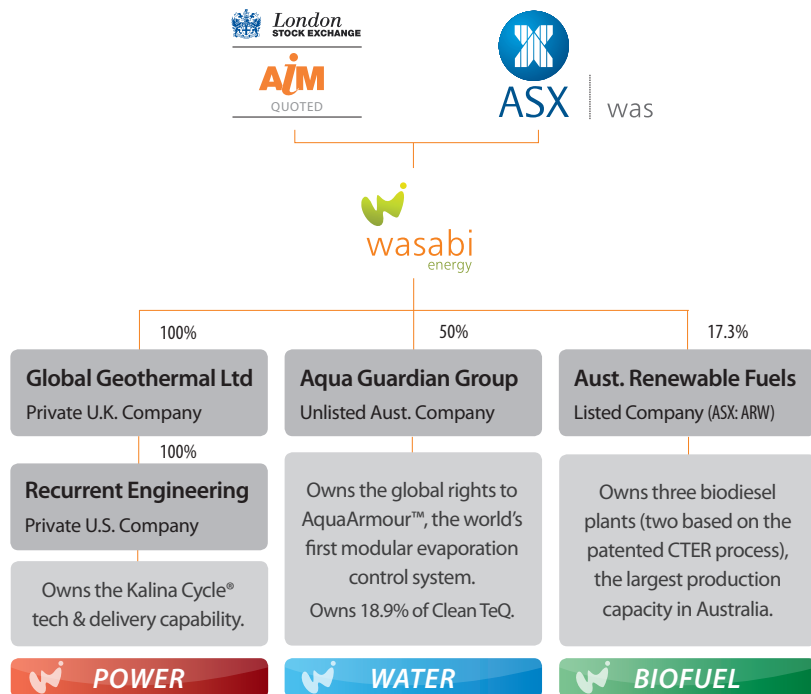 London
STOCK EXCHANGE
AiM
QUOTED
ASX
was
wasabi
energy
100%
50%
17.3%
Global Geothermal Ltd
Private U.K. Company
100%
Recurrent Engineering
Private U.S. Company
Owns the Kalina Cycle®
tech & delivery capability.
Aqua Guardian Group
Unlisted Aust. Company
Owns the global rights to
AquaArmour™, the world's
first modular evaporation
control system.
Owns 18.9% of Clean TeQ.
Aust. Renewable Fuels
Listed Company (ASX: ARW)
Owns three biodiesel
plants (two based on the
patented CTER process),
the largest production
capacity in Australia.
POWER
WATER
BIOFUEL